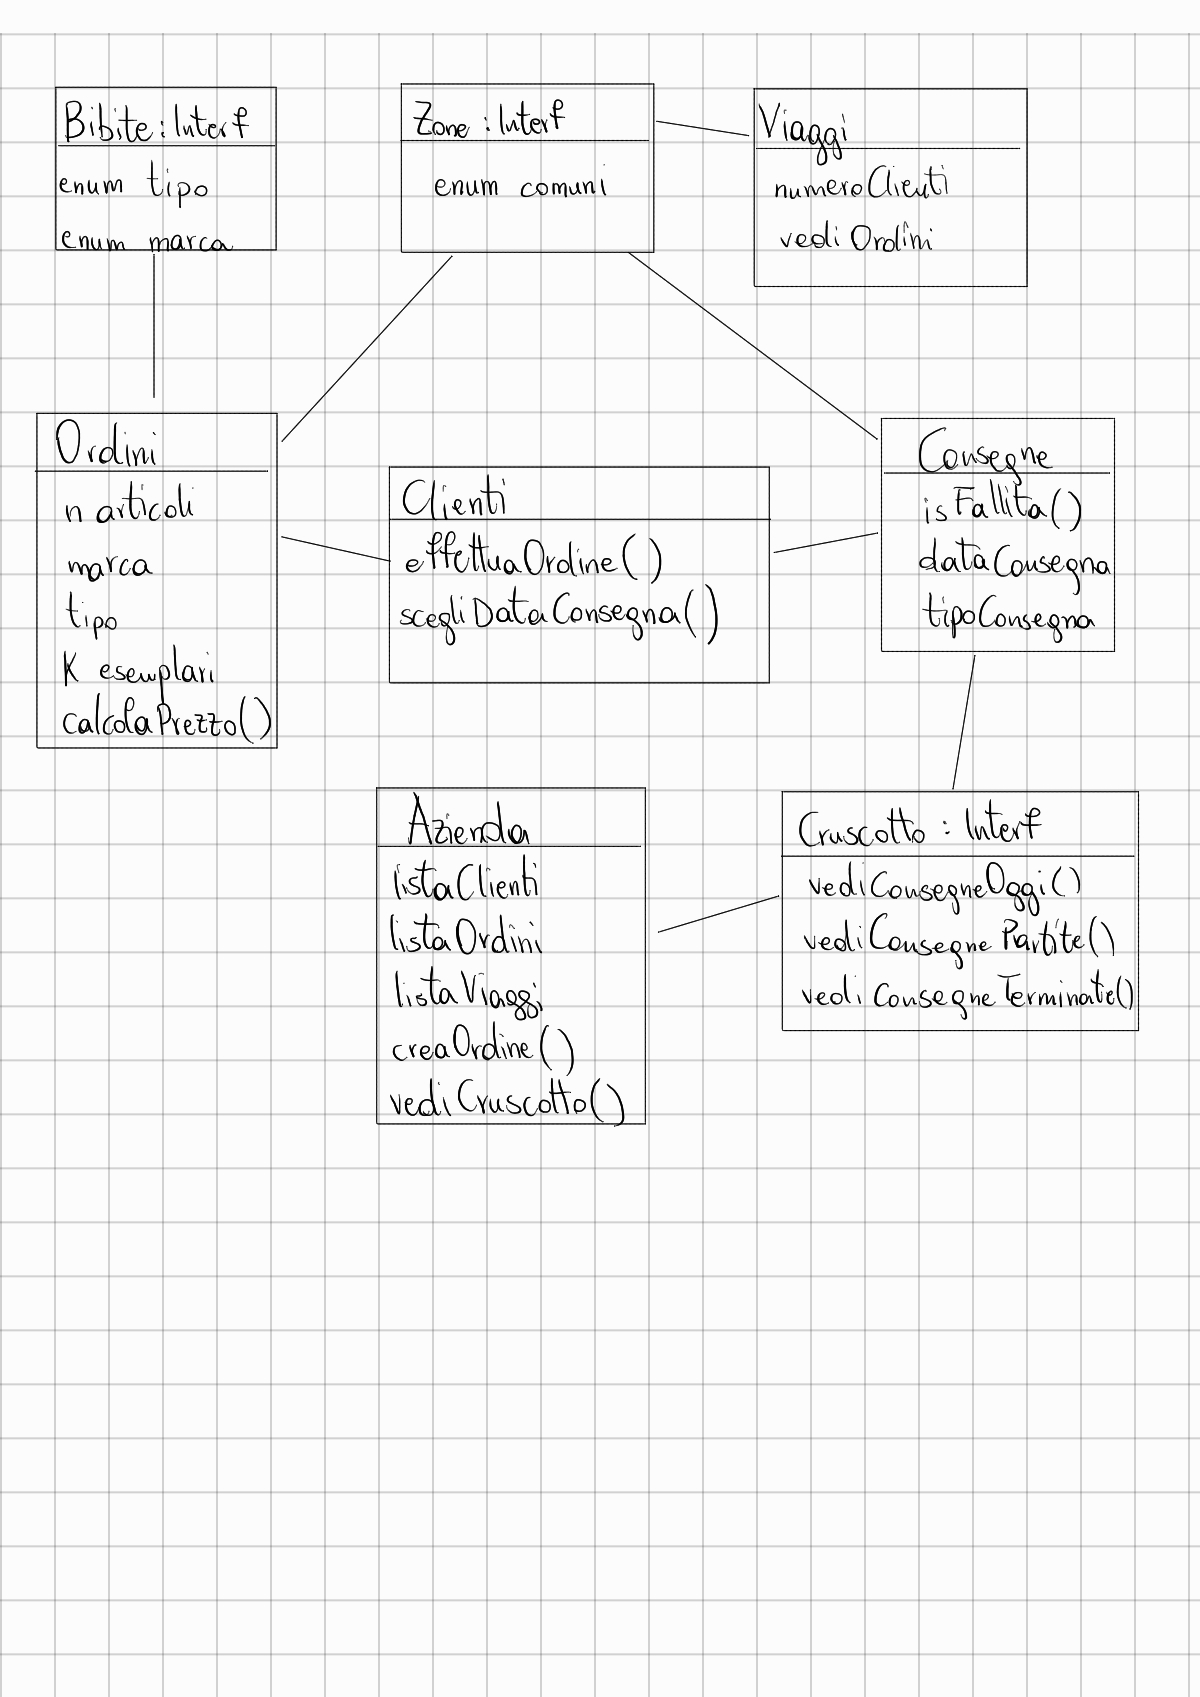 Bibite : Interf
enum tipo
enum marca
Zone : Interf
enum comuni
Viaggi
numeroClienti
vediOrdini
Ordini
n articoli
marca
tipo
K esemplari
calcolaPrezzo()
Clienti
effettuaOrdine()
scegliDataConsegna()
Consegne
isFallita()
dataConsegna
tipoConsegna
Azienda
listaClienti
listaOrdini
listaViaggi
creaOrdine()
vediCruscotto()
Cruscotto : Interf
vediConsegneOggi()
vediConsegnePartite()
vediConsegneTerminate()